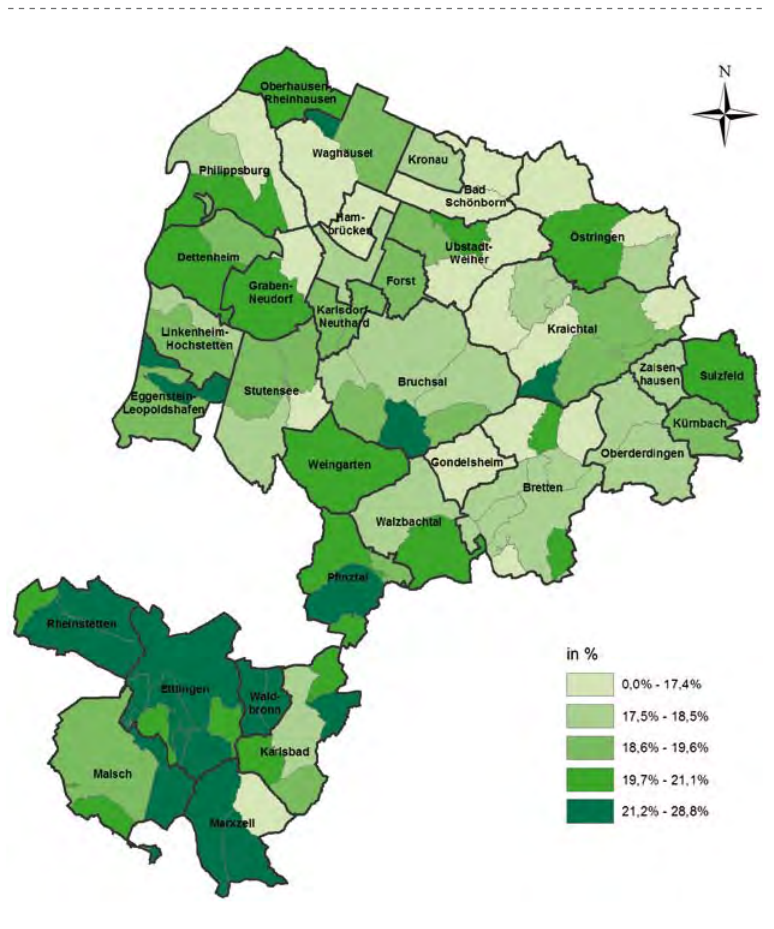 N
Oberhausen-
Rheinhausen
Waghäusel
Kronau
Philippsburg
Bad
Schönborn
Ham-
brücken
Östringen
Ubstadt-
Weiher
Dettenheim
Forst
Graben-
Neudorf
Karlsdorf-
Neuthard
Kraichtal
Linkenheim-
Hochstetten
Zaisen-
hausen
Sulzfeld
Bruchsal
Stutensee
Eggenstein-
Leopoldshafen
Kürnbach
Oberderdingen
Gondelsheim
Weingarten
Bretten
Walzbachtal
Pfinztal
Rheinstetten
in %
0,0% - 17,4%
Ettlingen
Wald-
bronn
17,5% - 18,5%
18,6% - 19,6%
Karlsbad
Malsch
19,7% - 21,1%
21,2% - 28,8%
Marxzell